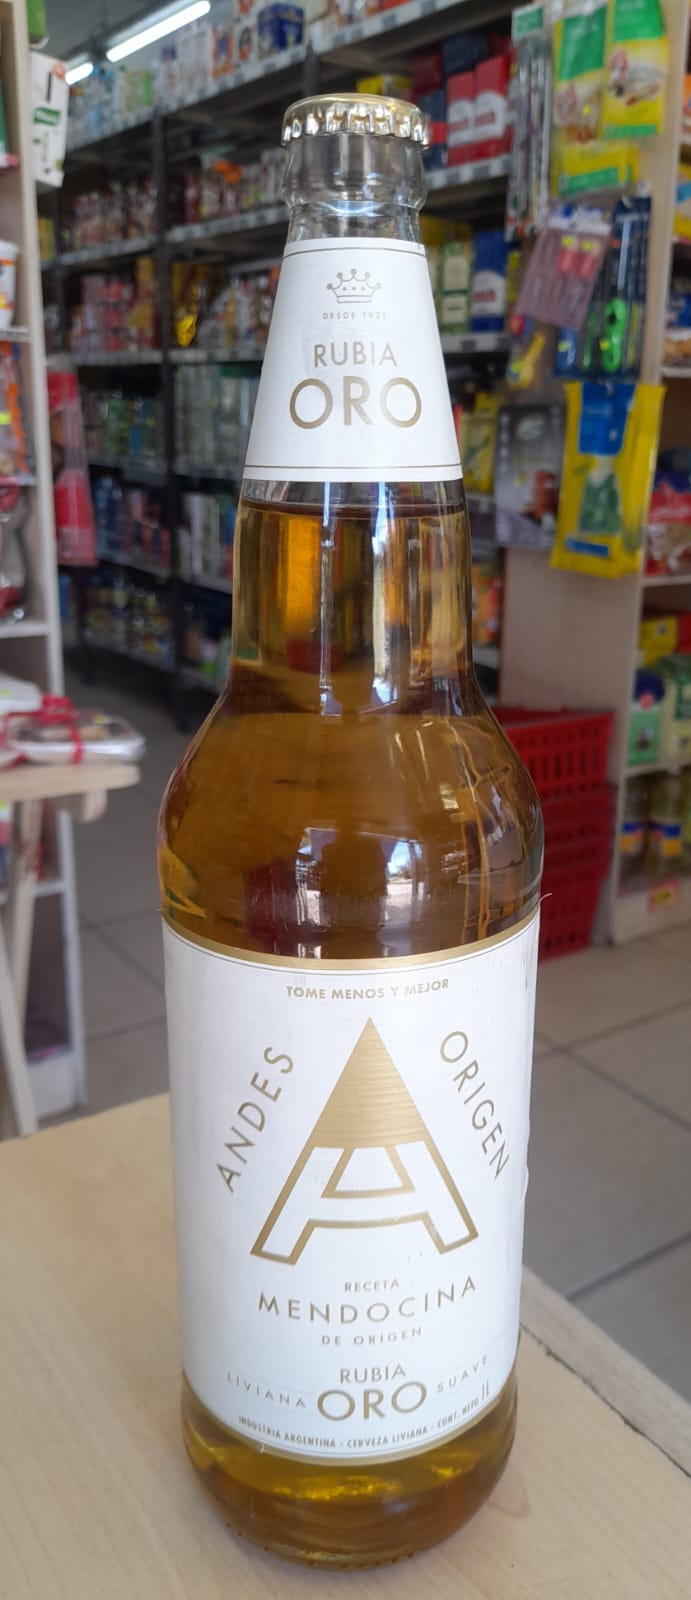 DESDE 1921
RUBIA
ORO
TOME MENOS Y MEJOR
ANDES ORIGEN
RECETA
MENDOCINA
DE ORIGEN
RUBIA
LIVIANA ORO SUAVE
INDUSTRIA ARGENTINA - CERVEZA LIVIANA - CONT. NETO 1L